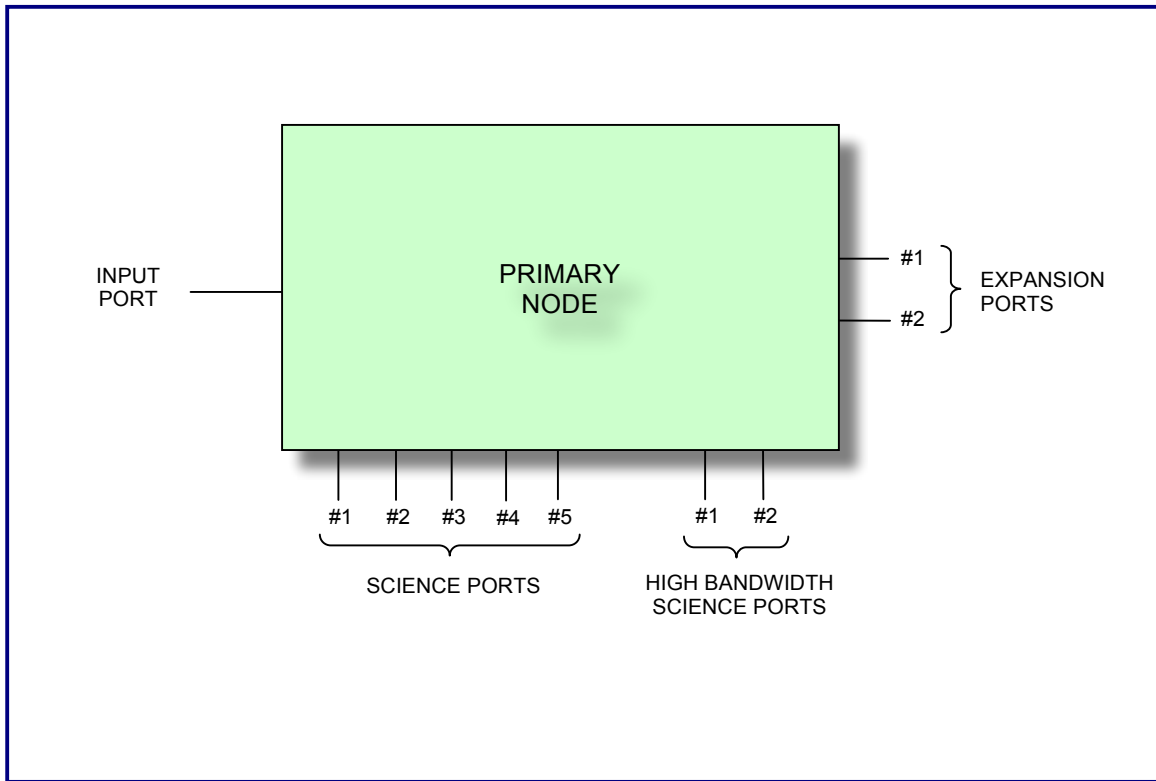 INPUT
PORT
PRIMARY
NODE
#1
#2
EXPANSION
PORTS
#1 #2 #3 #4 #5
SCIENCE PORTS
#1 #2
HIGH BANDWIDTH
SCIENCE PORTS